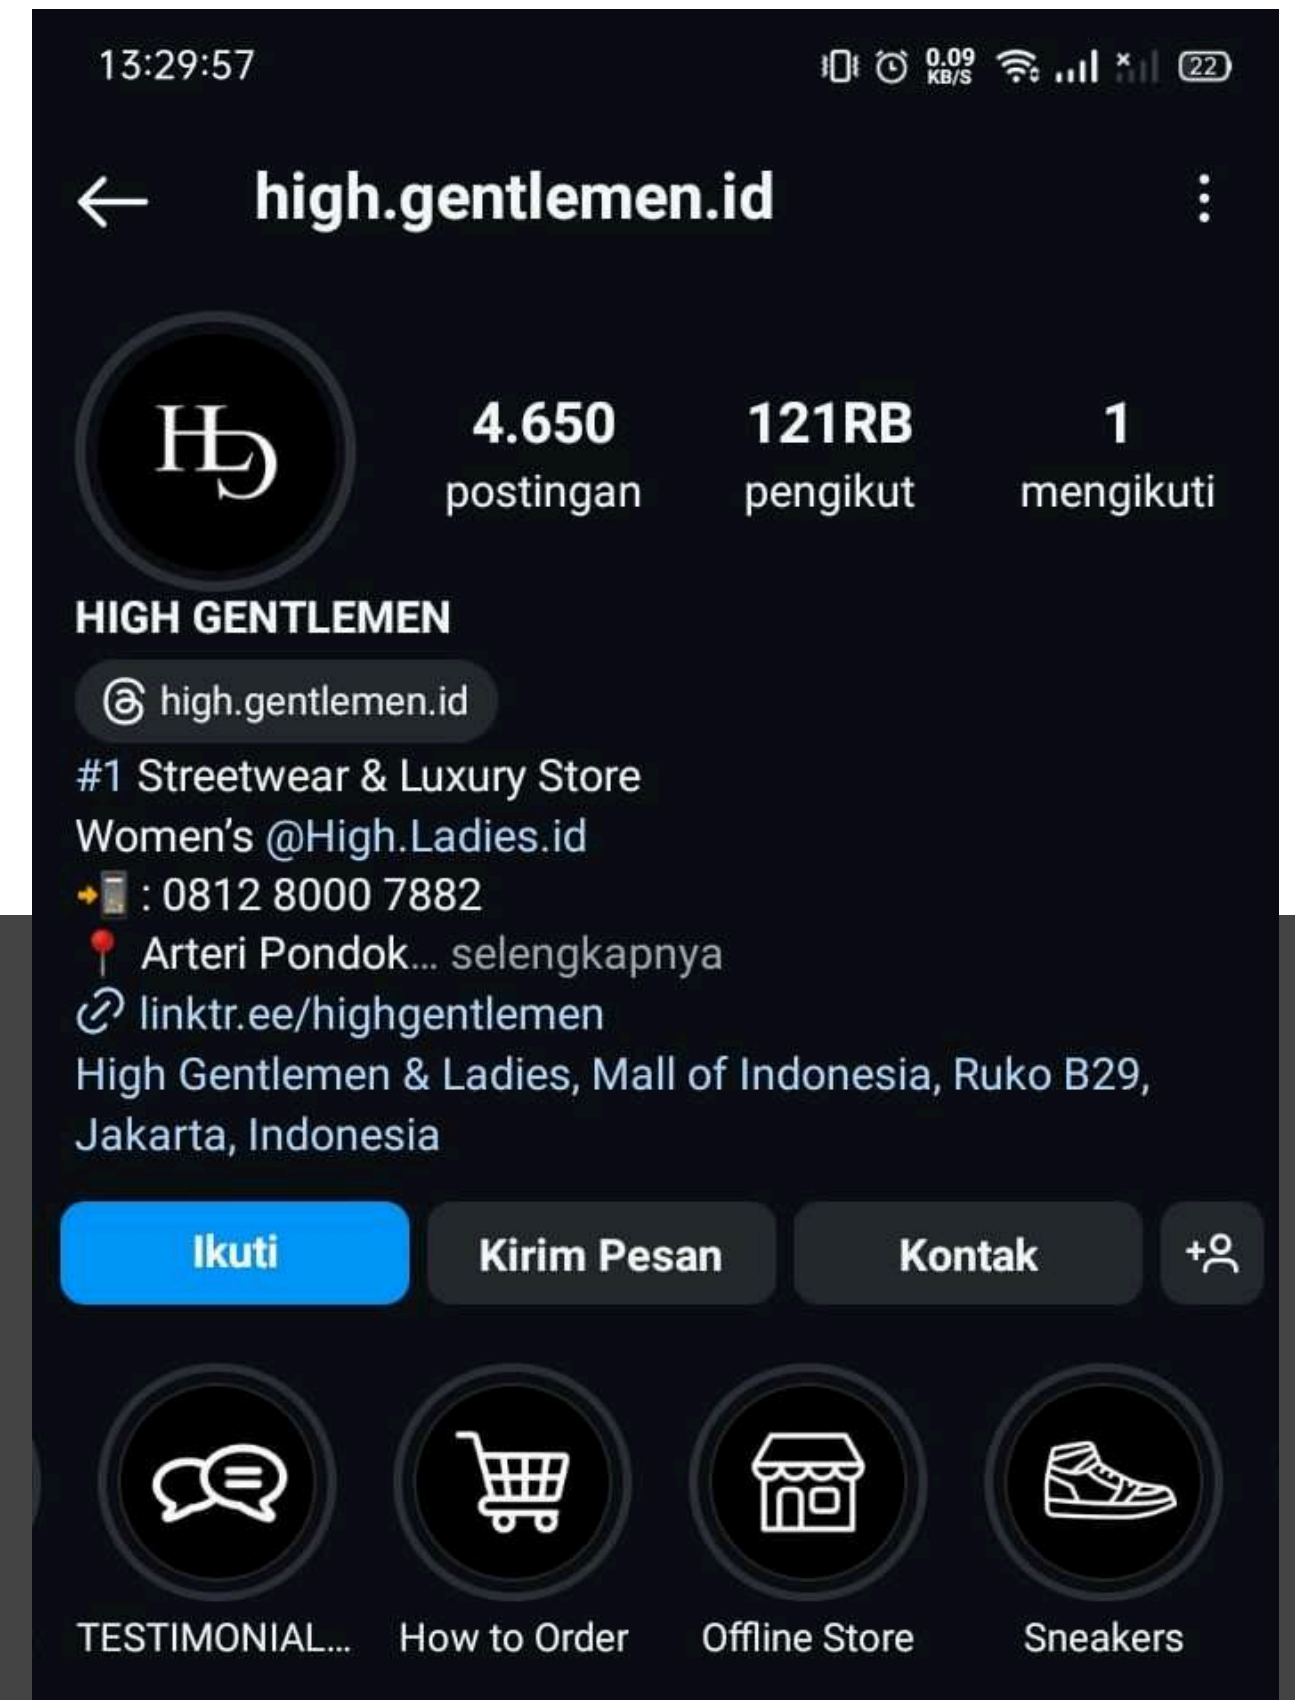 13:29:57
0.09
KB/S
22
high.gentlemen.id
4.650 121RB 1
postingan pengikut mengikuti
HIGH GENTLEMEN
high.gentlemen.id
#1 Streetwear & Luxury Store
Women’s @High.Ladies.id
: 0812 8000 7882
Arteri Pondok... selengkapnya
linktr.ee/highgentlemen
High Gentlemen & Ladies, Mall of Indonesia, Ruko B29,
Jakarta, Indonesia
Ikuti Kirim Pesan Kontak
TESTIMONIAL... How to Order Offline Store Sneakers